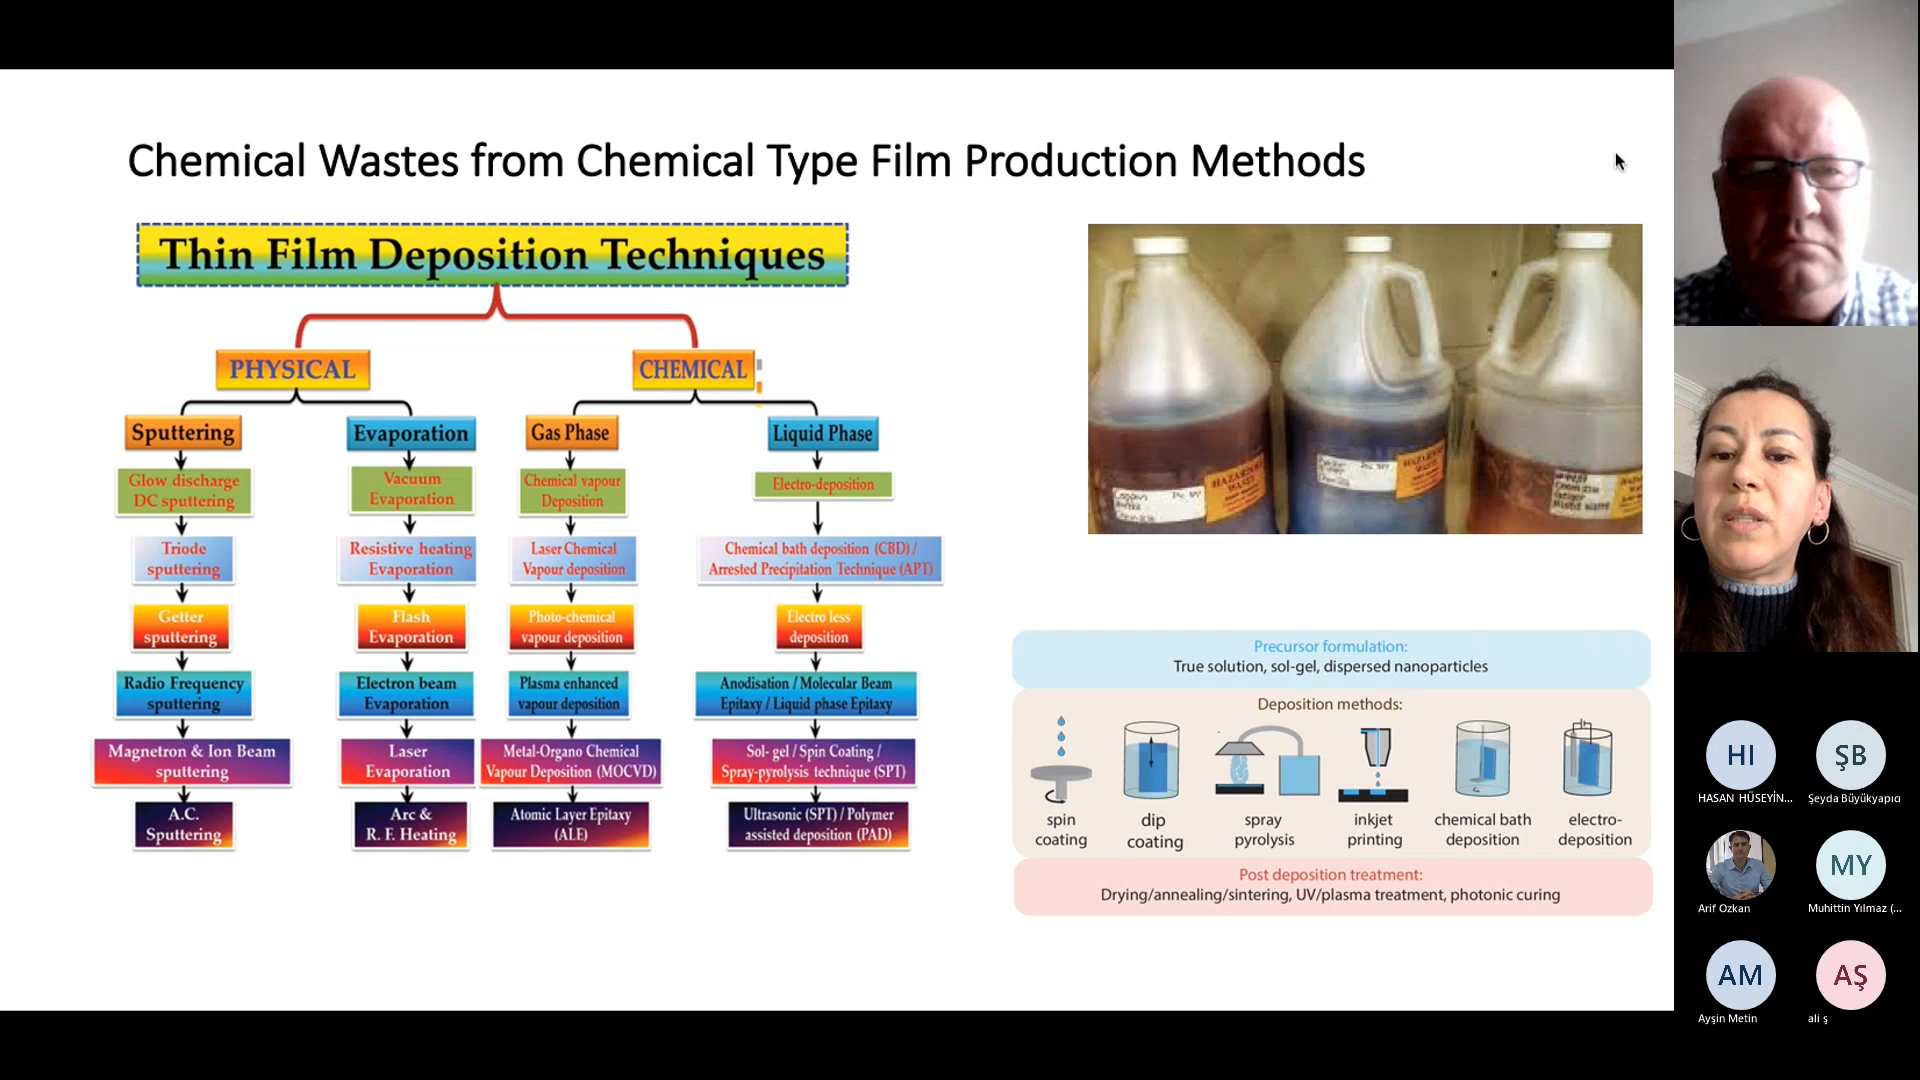 Chemical Wastes from Chemical Type Film Production Methods
Thin Film Deposition Techniques
PHYSICAL
CHEMICAL
Sputtering
Evaporation
Gas Phase
Liquid Phase
Glow discharge
DC sputtering
Vacuum
Evaporation
Chemical vapour
Deposition
Electro-deposition
Triode
sputtering
Resistive heating
Evaporation
Laser Chemical
Vapour deposition
Chemical bath deposition (CBD) /
Arrested Precipitation Technique (APT)
Getter
sputtering
Flash
Evaporation
Photo-chemical
vapour deposition
Electro less
deposition
Radio Frequency
sputtering
Electron beam
Evaporation
Plasma enhanced
vapour deposition
Anodisation / Molecular Beam
Epitaxy / Liquid phase Epitaxy
Magnetron & Ion Beam
sputtering
Laser
Evaporation
Metal-Organo Chemical
Vapour Deposition (MOCVD)
Sol- gel / Spin Coating /
Spray-pyrolysis technique (SPT)
A.C.
Sputtering
Arc &
R. F. Heating
Atomic Layer Epitaxy
(ALE)
Ultrasonic (SPT) / Polymer
assisted deposition (PAD)
HAZARDOUS
WASTE
HAZARDOUS
WASTE
Precursor formulation:
True solution, sol-gel, dispersed nanoparticles
Deposition methods:
spin
coating
dip
coating
spray
pyrolysis
inkjet
printing
chemical bath
deposition
electro-
deposition
Post deposition treatment:
Drying/annealing/sintering, UV/plasma treatment, photonic curing
HI
HASAN HÜSEYİN...
ŞB
Şeyda Büyükyapıcı
Arif Ozkan
MY
Muhittin Yılmaz (...
AM
Ayşin Metin
AŞ
ali ş